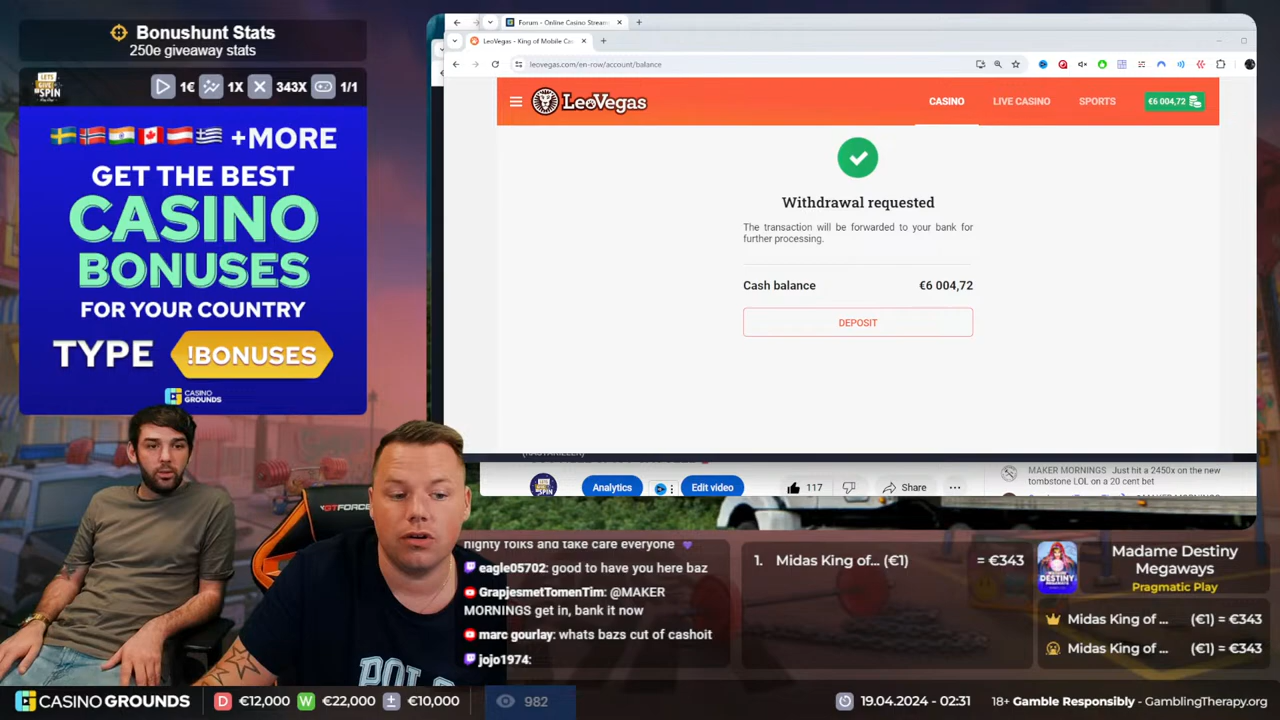 Bonushunt Stats
250e giveaway stats
LETS GIVE IT A SPIN
1€ 1X 343X 1/1
+MORE
GET THE BEST
CASINO
BONUSES
FOR YOUR COUNTRY
TYPE !BONUSES
CASINO
GROUNDS
Forum - Online Casino Stream
LeoVegas - King of Mobile Cas
leovegas.com/en-row/account/balance
LeoVegas
CASINO
LIVE CASINO
SPORTS
€6 004,72
Withdrawal requested
The transaction will be forwarded to your bank for
further processing.
Cash balance €6 004,72
DEPOSIT
Analytics
Edit video
117
Share
MAKER MORNINGS Just hit a 2450x on the new
tombstone LOL on a 20 cent bet
GTFORCE
nighty folks and take care everyone
eagle05702: good to have you here baz
GrapjesmetTomenTim: @MAKER
MORNINGS get in, bank it now
marc gourlay: whats bazs cut of cashoit
jojo1974:
1. Midas King of... (€1) = €343
Madame Destiny
Megaways
Pragmatic Play
Midas King of ... (€1) = €343
Midas King of ... (€1) = €343
CASINO GROUNDS
D €12,000 W €22,000 ± €10,000
982
19.04.2024 - 02:31
18+ Gamble Responsibly - GamblingTherapy.org